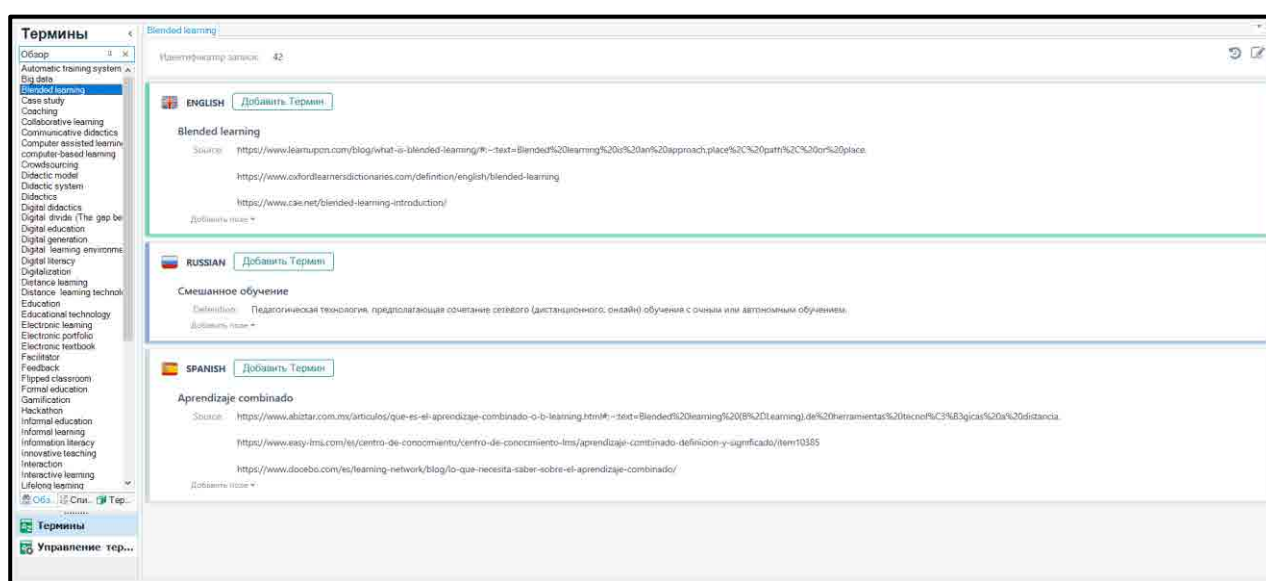 Термины
Обзор
Automatic training system
Big data
Blended learning
Case study
Coaching
Collaborative learning
Communicative didactics
Computer assisted learning
computer-based learning
Crowdsourcing
Didactic model
Didactic system
Didactics
Digital didactics
Digital divide (The gap be
Digital education
Digital generation
Digital learning environme
Digital literacy
Digitalization
Distance learning
Distance learning technolo
Education
Educational technology
Electronic learning
Electronic portfolio
Electronic textbook
Facilitator
Feedback
Flipped classroom
Formal education
Gamification
Hackathon
Informal education
Informal learning
Information literacy
innovative teaching
Interaction
Interactive learning
Lifelong learning
Обз.. Спи.. Тер..
Термины
Управление тер...
Blended learning
Идентификатор записи: 42
ENGLISH Добавить Термин
Blended learning
Source: https://www.learnupon.com/blog/what-is-blended-learning/#:~:text=Blended%20learning%20is%20an%20approach,place%2C%20path%2C%20or%20place.
https://www.oxfordlearnersdictionaries.com/definition/english/blended-learning
https://www.cae.net/blended-learning-introduction/
Добавить поле
RUSSIAN Добавить Термин
Смешанное обучение
Definition: Педагогическая технология, предполагающая сочетание сетевого (дистанционного, онлайн) обучения с очным или автономным обучением.
Добавить поле
SPANISH Добавить Термин
Aprendizaje combinado
Source: https://www.abiztar.com.mx/articulos/que-es-el-aprendizaje-combinado-o-b-learning.html#:~:text=Blended%20learning%20(B%2DLearning),de%20herramientas%20tecnol%C3%B3gicas%20a%20distancia.
https://www.easy-lms.com/es/centro-de-conocimiento/centro-de-conocimiento-lms/aprendizaje-combinado-definicion-y-significado/item10385
https://www.docebo.com/es/learning-network/blog/lo-que-necesita-saber-sobre-el-aprendizaje-combinado/
Добавить поле